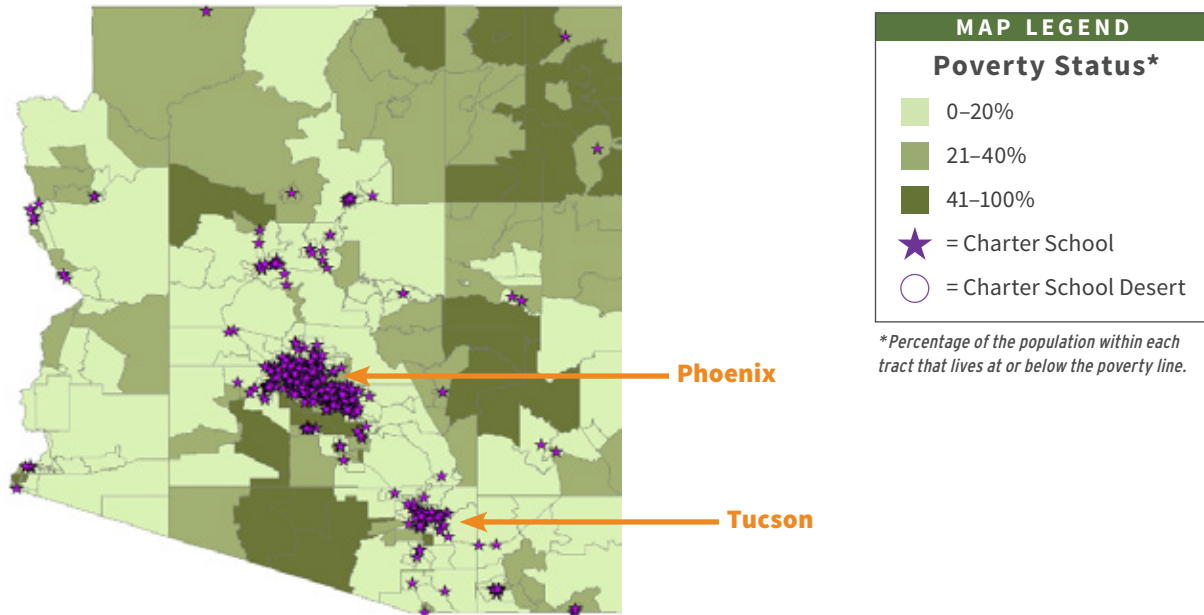 MAP LEGEND
Poverty Status*
0–20%
21–40%
41–100%
= Charter School
= Charter School Desert
*Percentage of the population within each
tract that lives at or below the poverty line.
Phoenix
Tucson